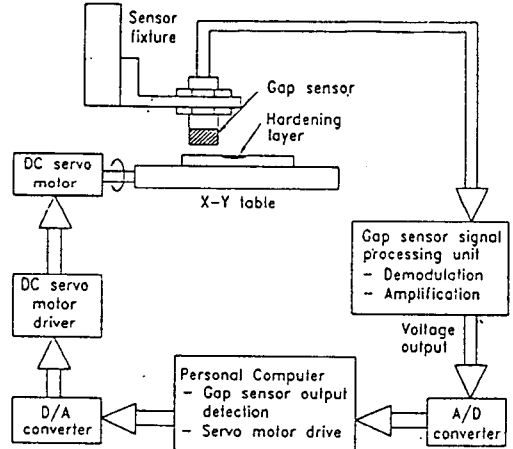 Sensor
fixture
Gap sensor
Hardening
layer
DC servo
motor
X-Y table
Gap sensor signal
processing unit
- Demodulation
- Amplification
DC servo
motor
driver
Voltage
output
Personal Computer
- Gap sensor output
detection
- Servo motor drive
D/A
converter
A/D
converter